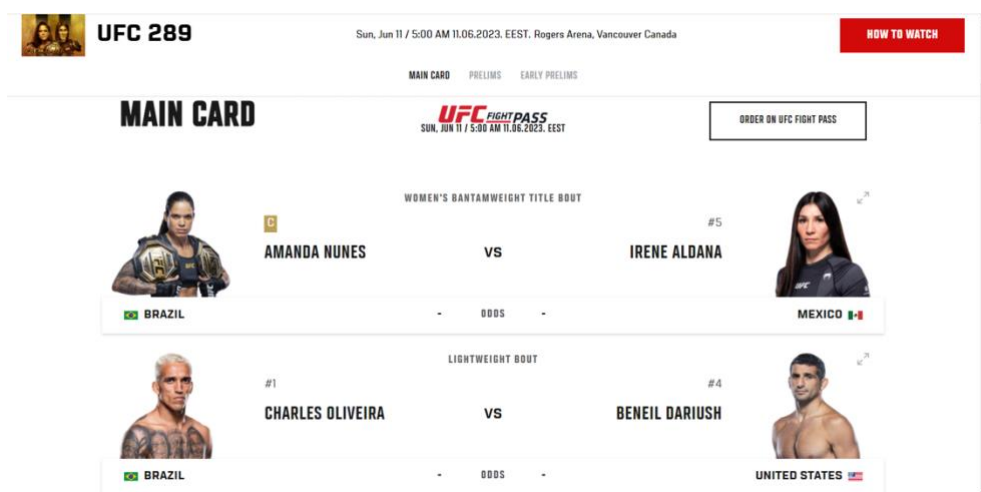 UFC 289
Sun, Jun 11 / 5:00 AM 11.06.2023. EEST. Rogers Arena, Vancouver Canada
HOW TO WATCH
MAIN CARD PRELIMS EARLY PRELIMS
MAIN CARD
UFC FIGHT PASS
SUN, JUN 11 / 5:00 AM 11.06.2023. EEST
ORDER ON UFC FIGHT PASS
WOMEN'S BANTAMWEIGHT TITLE BOUT
C #5
AMANDA NUNES VS IRENE ALDANA
BRAZIL - ODDS - MEXICO
LIGHTWEIGHT BOUT
#1 #4
CHARLES OLIVEIRA VS BENEIL DARIUSH
BRAZIL - ODDS - UNITED STATES